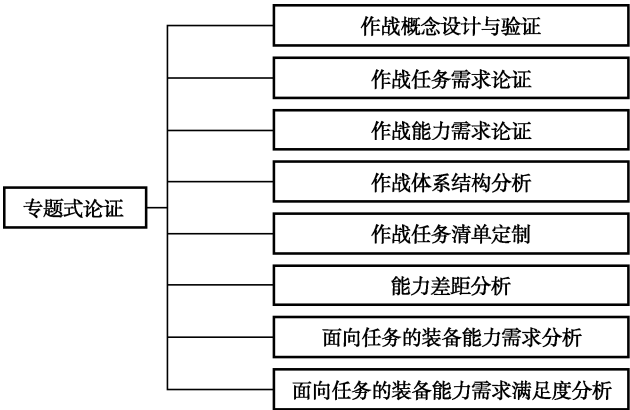 专题式论证
作战概念设计与验证
作战任务需求论证
作战能力需求论证
作战体系结构分析
作战任务清单定制
能力差距分析
面向任务的装备能力需求分析
面向任务的装备能力需求满足度分析